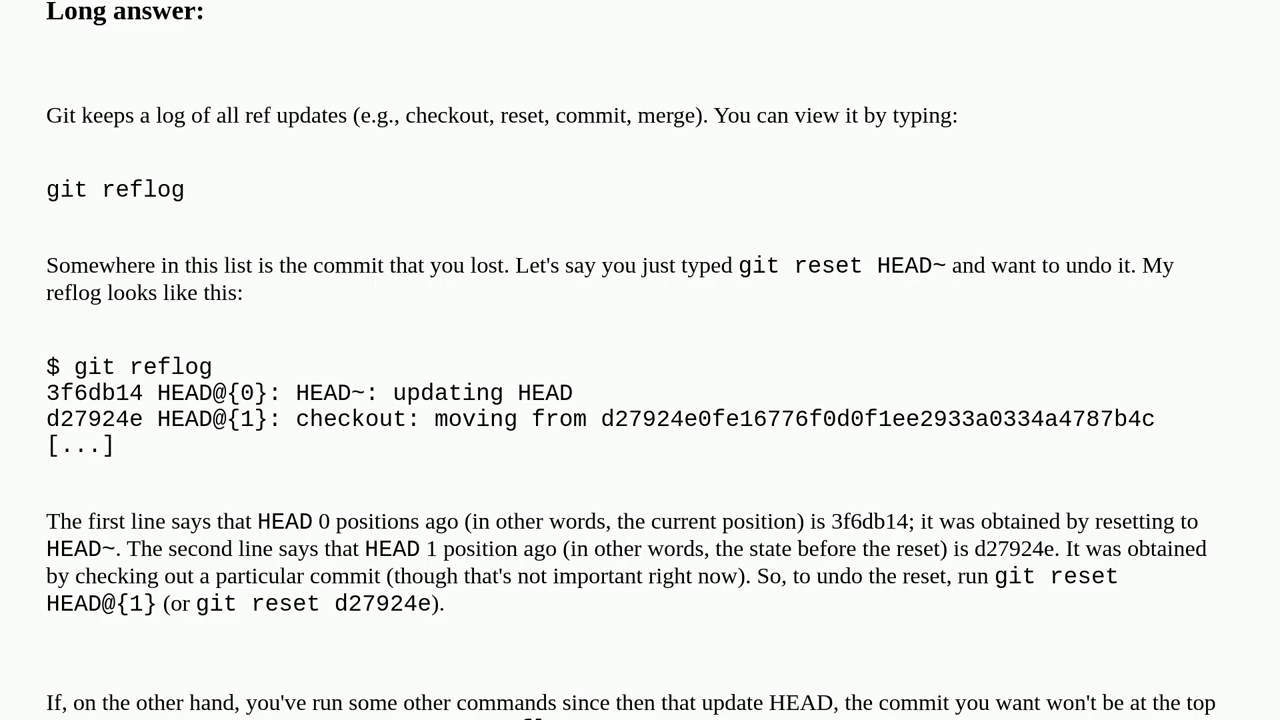 Long answer:
Git keeps a log of all ref updates (e.g., checkout, reset, commit, merge). You can view it by typing:
git reflog
Somewhere in this list is the commit that you lost. Let's say you just typed git reset HEAD~ and want to undo it. My
reflog looks like this:
$ git reflog
3f6db14 HEAD@{0}: HEAD~: updating HEAD
d27924e HEAD@{1}: checkout: moving from d27924e0fe16776f0d0f1ee2933a0334a4787b4c
[...]
The first line says that HEAD 0 positions ago (in other words, the current position) is 3f6db14; it was obtained by resetting to
HEAD~. The second line says that HEAD 1 position ago (in other words, the state before the reset) is d27924e. It was obtained
by checking out a particular commit (though that's not important right now). So, to undo the reset, run git reset
HEAD@{1} (or git reset d27924e).
If, on the other hand, you've run some other commands since then that update HEAD, the commit you want won't be at the top